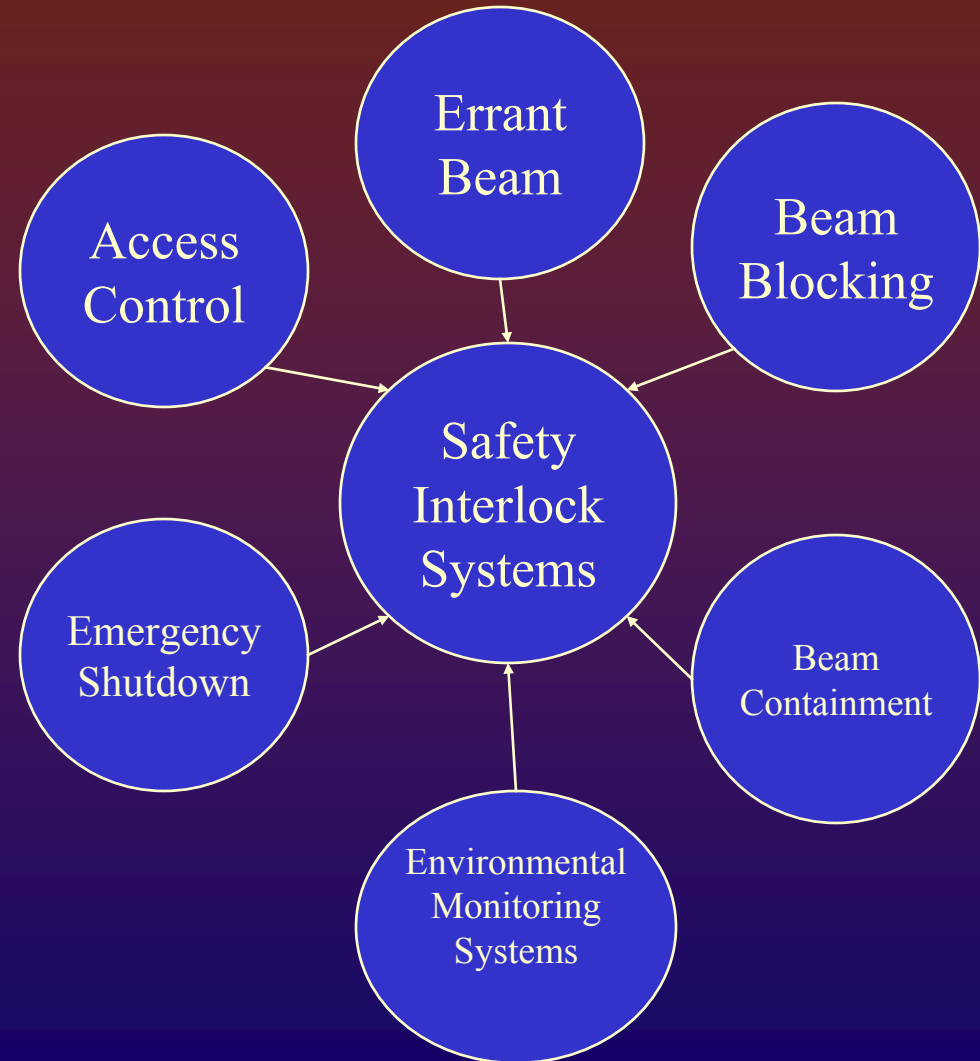 Errant
Beam
Access
Control
Beam
Blocking
Safety
Interlock
Systems
Emergency
Shutdown
Beam
Containment
Environmental
Monitoring
Systems